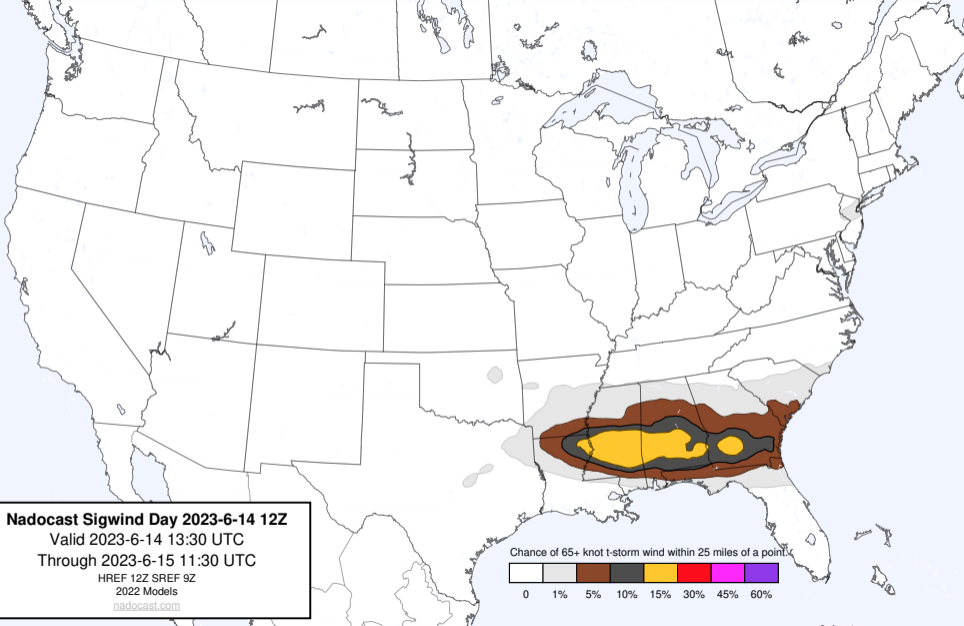 Nadocast Sigwind Day 2023-6-14 12Z
Valid 2023-6-14 13:30 UTC
Through 2023-6-15 11:30 UTC
HREF 12Z SREF 9Z
2022 Models
nadocast.com
Chance of 65+ knot t-storm wind within 25 miles of a point.
0 1% 5% 10% 15% 30% 45% 60%